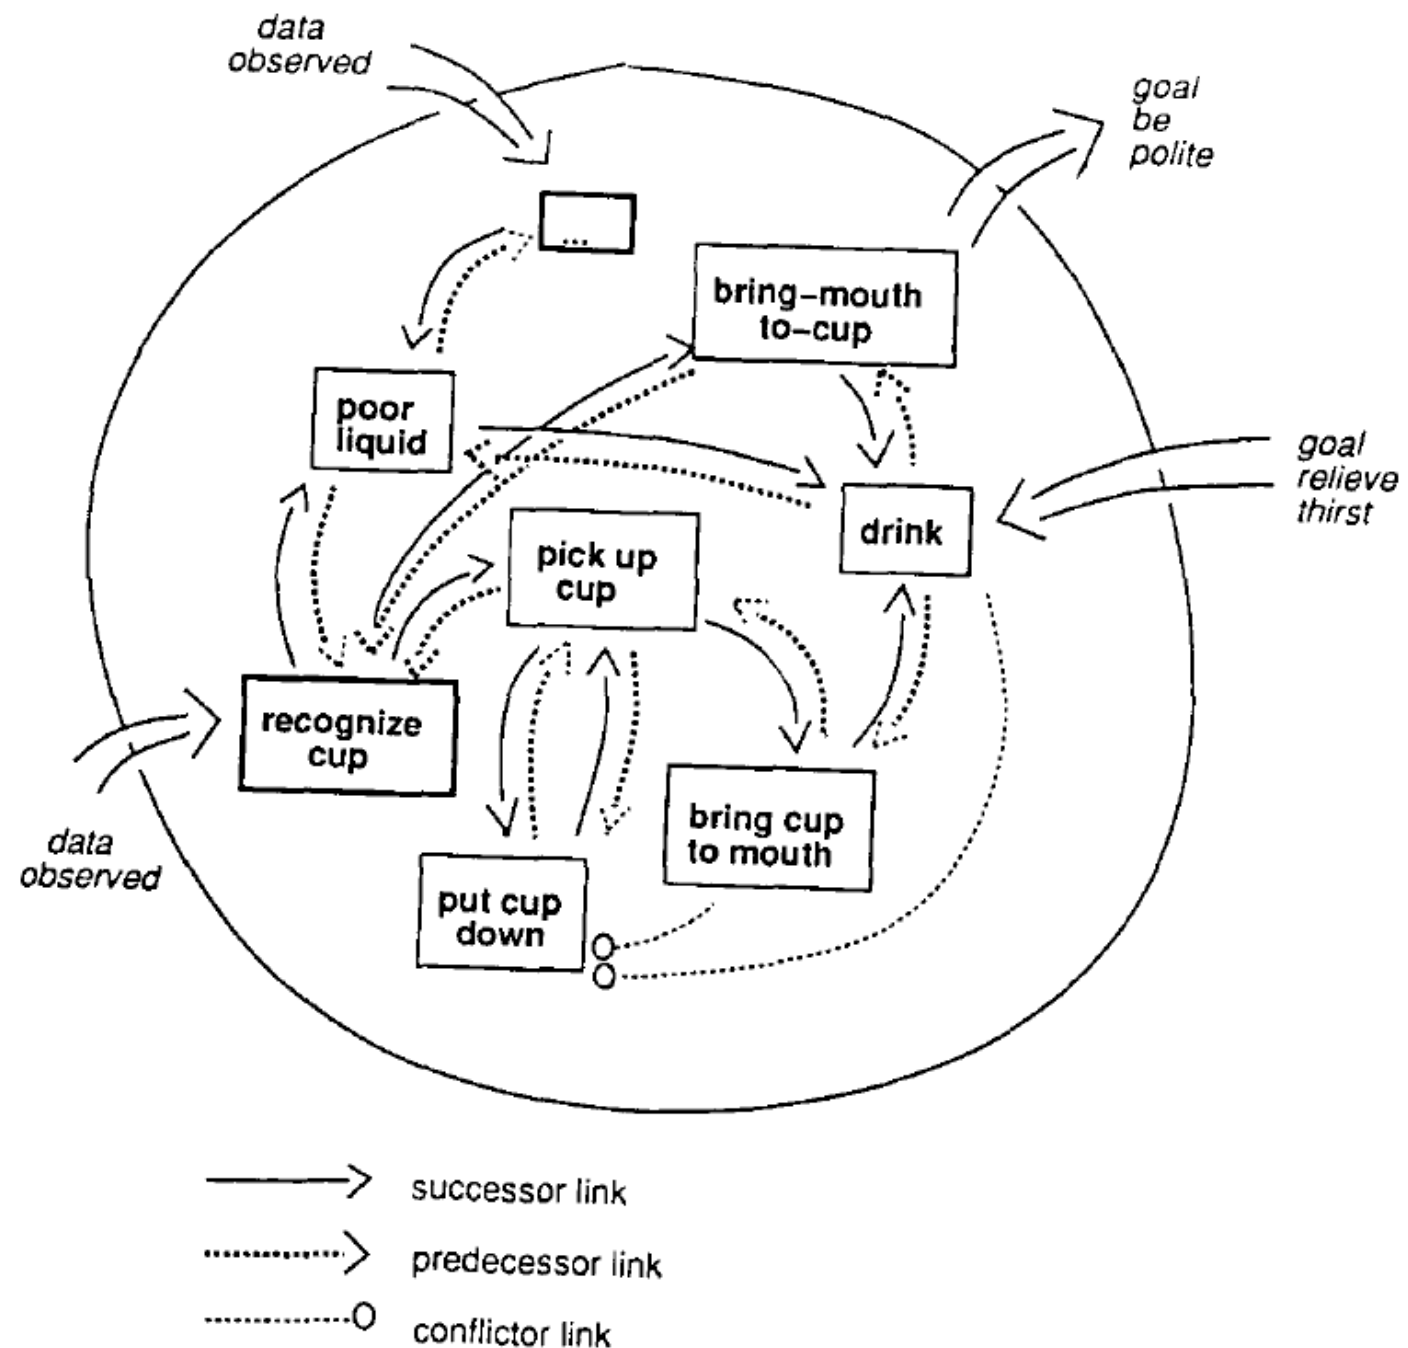 data
observed
goal
be
polite
...
bring-mouth
to-cup
poor
liquid
goal
relieve
thirst
drink
pick up
cup
recognize
cup
bring cup
to mouth
data
observed
put cup
down
successor link
predecessor link
conflictor link